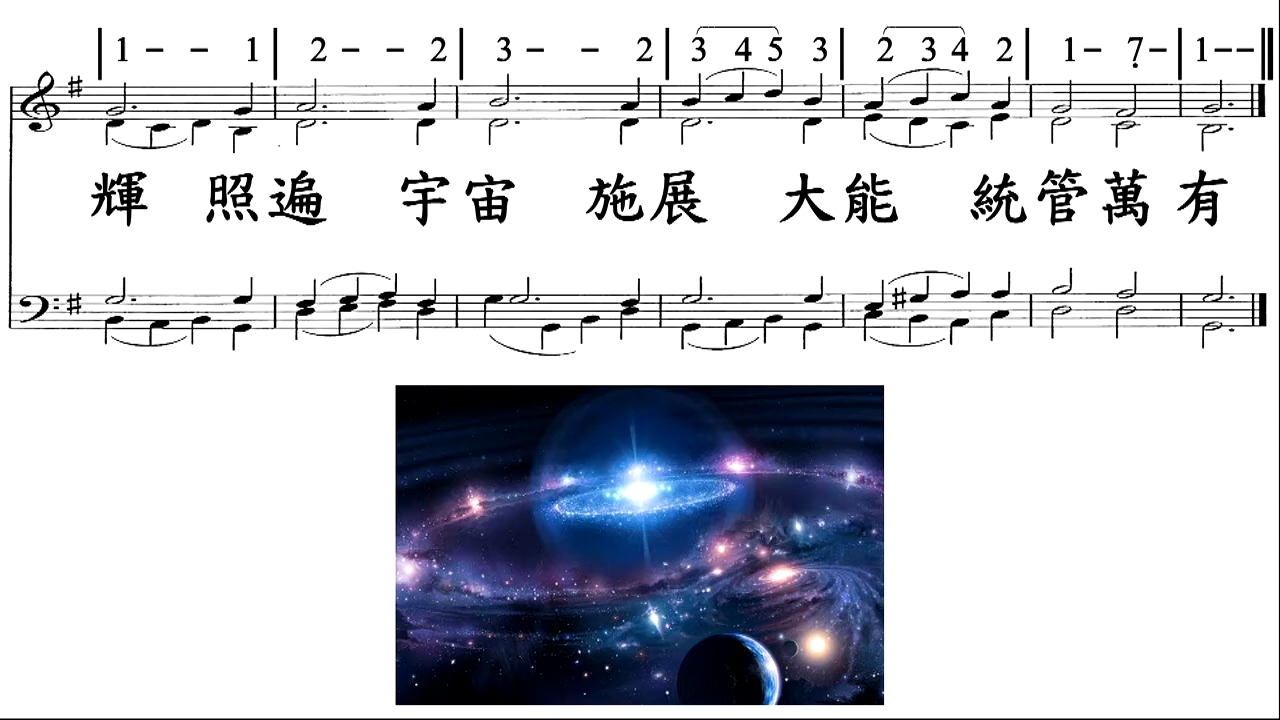 1 – – 1 2 – – 2 3 – – 2 3 4 5 3 2 3 4 2 1 – 7̣ – 1 – –
輝 照遍 宇宙 施展 大能 統管萬有